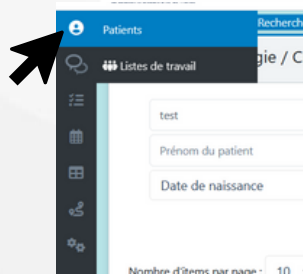 Patients
Recherch
Listes de travail
gie / C
test
Prénom du patient
Date de naissance
Nombre d'items par page : 10